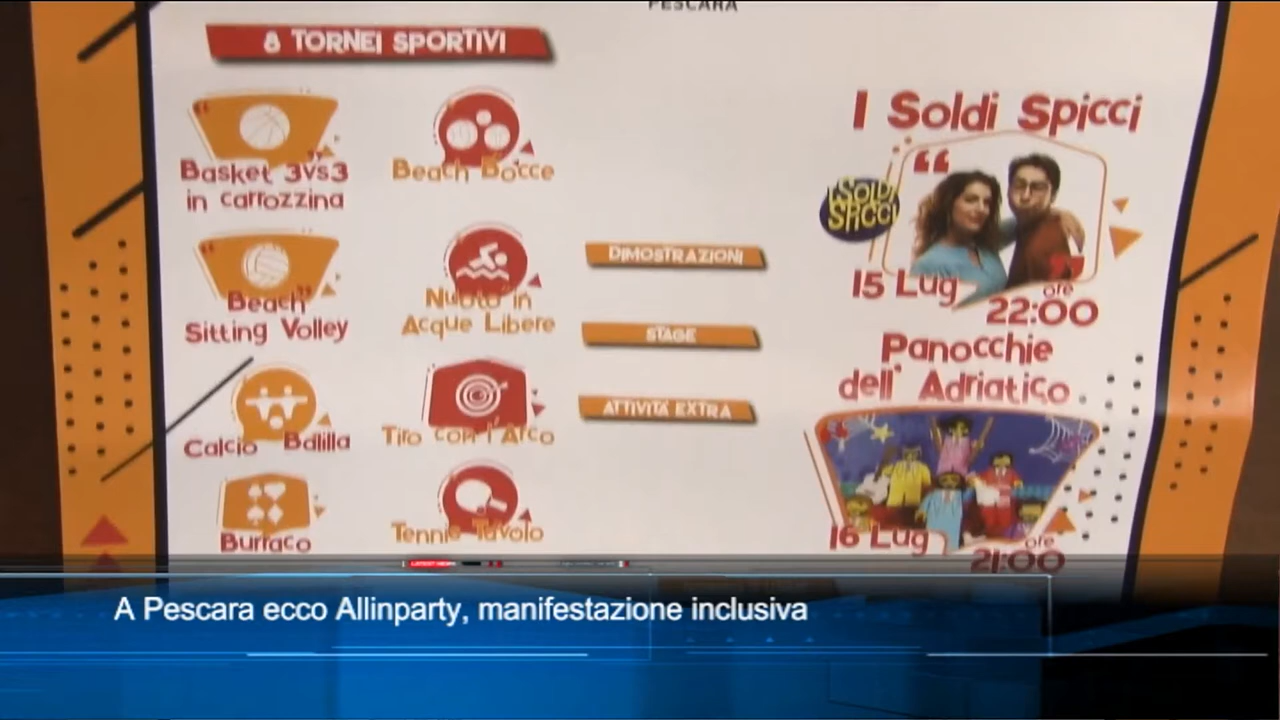 PESCARA
8 TORNEI SPORTIVI
Basket 3vs3
in carrozzina
Beach Bocce
Beach
Sitting Volley
Nuoto in
Acque Libere
Calcio Balilla
Tiro con l'Arco
Burraco
Tennis Tavolo
DIMOSTRAZIONI
STAGE
ATTIVITÀ EXTRA
I Soldi Spicci
I SOLDI
SPICCI
15 Lug
ore
22:00
Panocchie
dell' Adriatico
16 Lug
ore
21:00
LATEST NEWS
A Pescara ecco Allinparty, manifestazione inclusiva